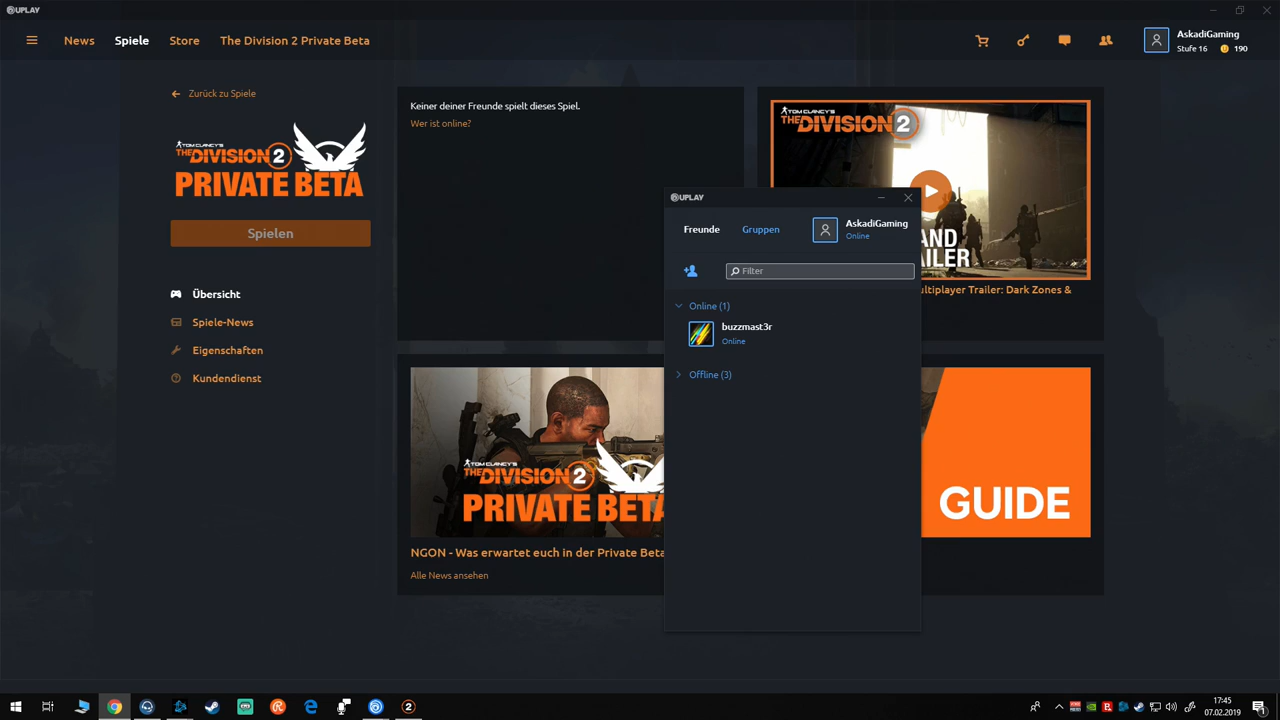 UPLAY
News
Spiele
Store
The Division 2 Private Beta
AskadiGaming
Stufe 16
190
Zurück zu Spiele
TOM CLANCY'S
THE DIVISION 2
PRIVATE BETA
Spielen
Übersicht
Spiele-News
Eigenschaften
Kundendienst
Keiner deiner Freunde spielt dieses Spiel.
Wer ist online?
TOM CLANCY'S
THE DIVISION 2
AND
AILER
ultiplayer Trailer: Dark Zones &
UPLAY
Freunde
Gruppen
AskadiGaming
Online
Filter
Online (1)
buzzmast3r
Online
Offline (3)
TOM CLANCY'S
THE DIVISION 2
PRIVATE BETA
NGON - Was erwartet euch in der Private Beta
Alle News ansehen
GUIDE
17:45
07.02.2019